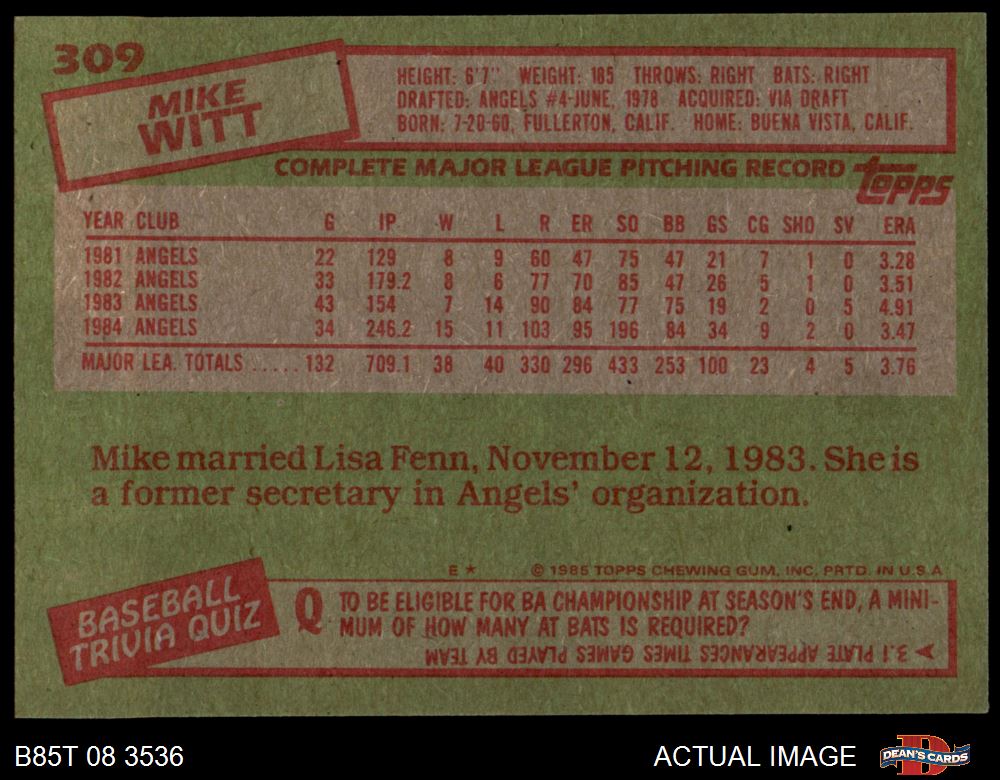 309
MIKE
WITT
HEIGHT: 6'7" WEIGHT: 185 THROWS: RIGHT BATS: RIGHT
DRAFTED: ANGELS #4-JUNE, 1978 ACQUIRED: VIA DRAFT
BORN: 7-20-60, FULLERTON, CALIF. HOME: BUENA VISTA, CALIF.
COMPLETE MAJOR LEAGUE PITCHING RECORD
topps
YEAR CLUB G IP W L R ER SO BB GS CG SHO SV ERA
1981 ANGELS 22 129 8 9 60 47 75 47 21 7 1 0 3.28
1982 ANGELS 33 179.2 8 6 77 70 85 47 26 5 1 0 3.51
1983 ANGELS 43 154 7 14 90 84 77 75 19 2 0 5 4.91
1984 ANGELS 34 246.2 15 11 103 95 196 84 34 9 2 0 3.47
MAJOR LEA. TOTALS ..... 132 709.1 38 40 330 296 433 253 100 23 4 5 3.76
Mike married Lisa Fenn, November 12, 1983. She is
a former secretary in Angels' organization.
E * © 1985 TOPPS CHEWING GUM, INC. PRTD. IN U.S.A
BASEBALL
TRIVIA QUIZ
Q TO BE ELIGIBLE FOR BA CHAMPIONSHIP AT SEASON'S END, A MINI-
MUM OF HOW MANY AT BATS IS REQUIRED?
A 3.1 PLATE APPEARANCES TIMES GAMES PLAYED BY TEAM
B85T 08 3536
ACTUAL IMAGE
D
DEAN'S CARDS